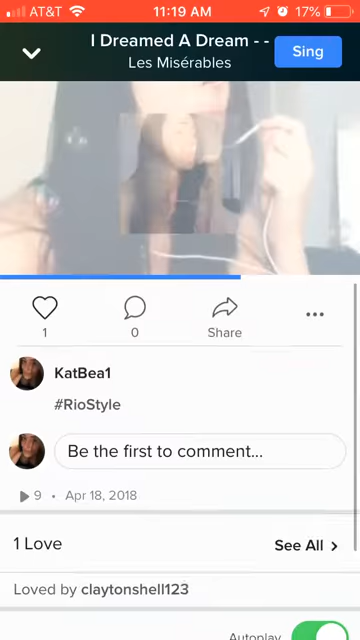 AT&T 11:19 AM 17%
I Dreamed A Dream - -
Les Misérables
Sing
1
0
Share
KatBea1
#RioStyle
Be the first to comment...
9 • Apr 18, 2018
1 Love
See All >
Loved by claytonshell123
Autoplay